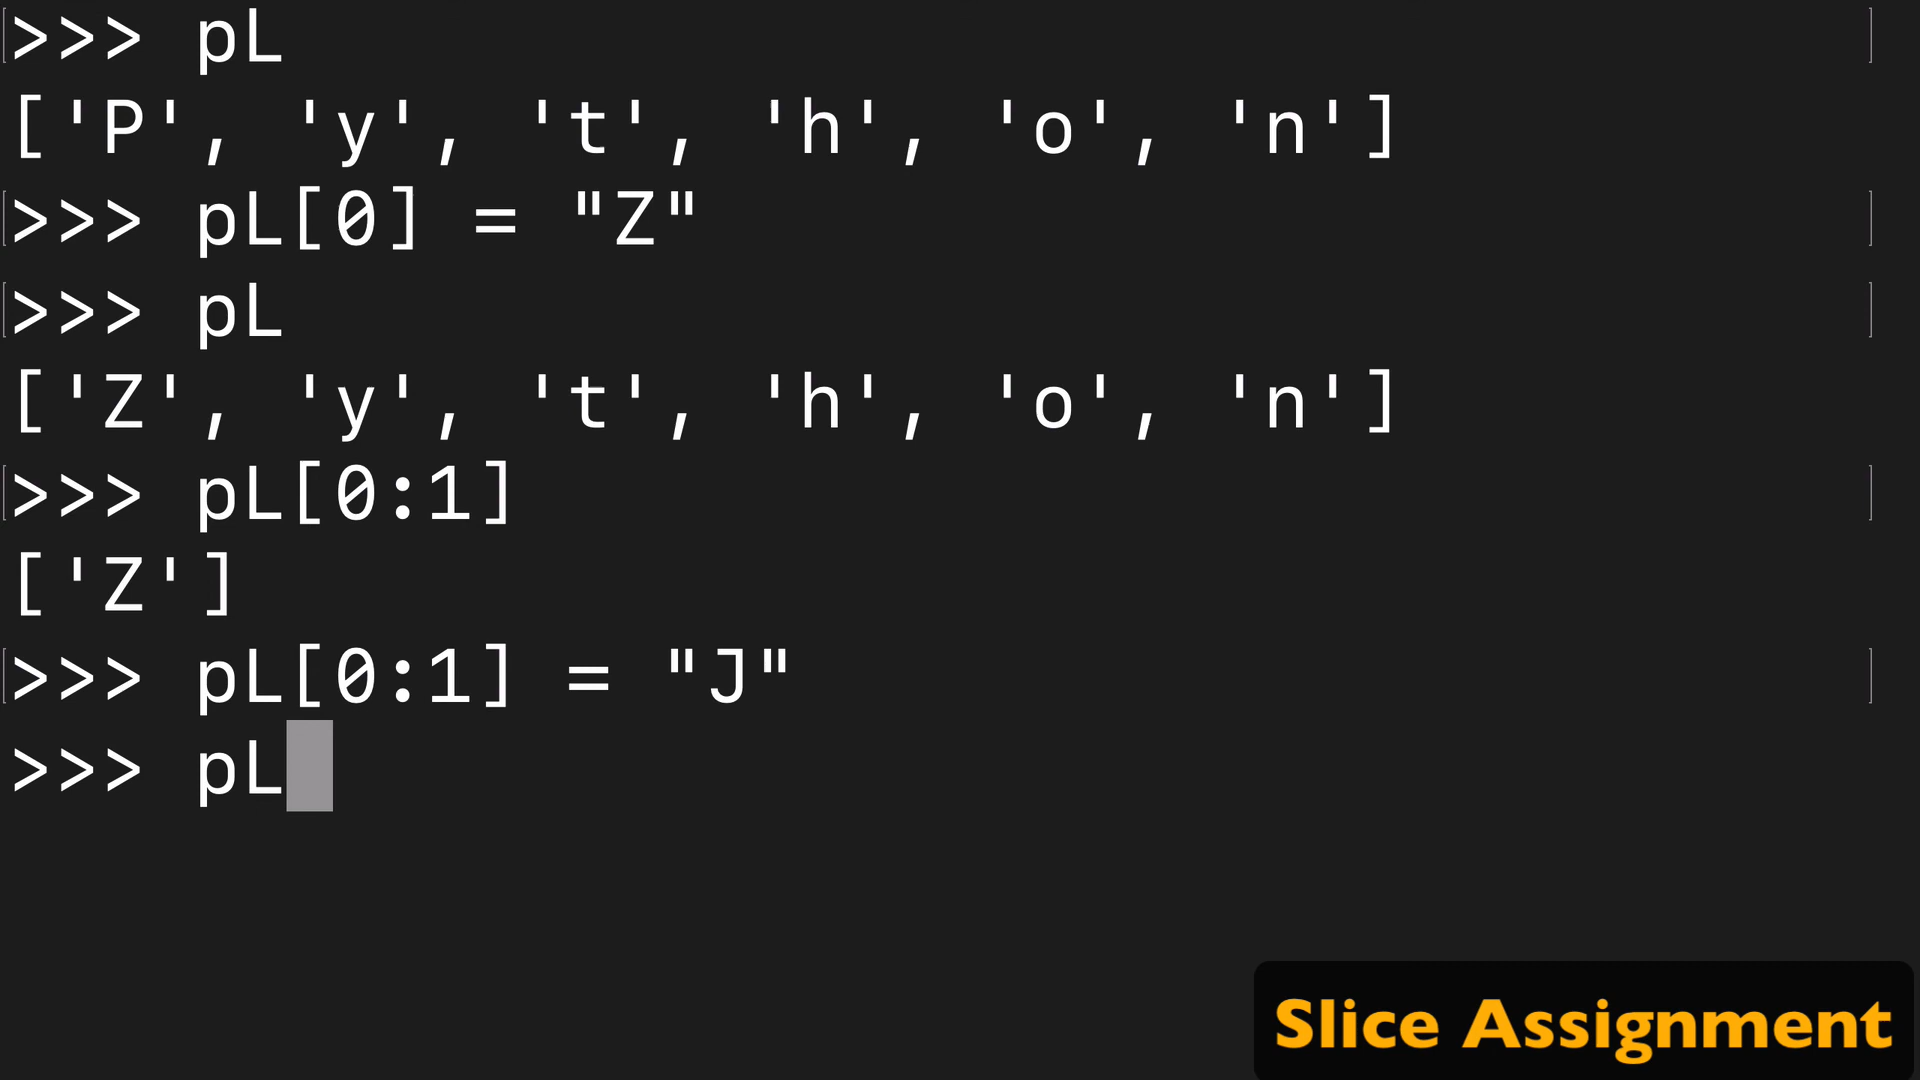 >>> pL
['P', 'y', 't', 'h', 'o', 'n']
>>> pL[0] = "Z"
>>> pL
['Z', 'y', 't', 'h', 'o', 'n']
>>> pL[0:1]
['Z']
>>> pL[0:1] = "J"
>>> pL
Slice Assignment